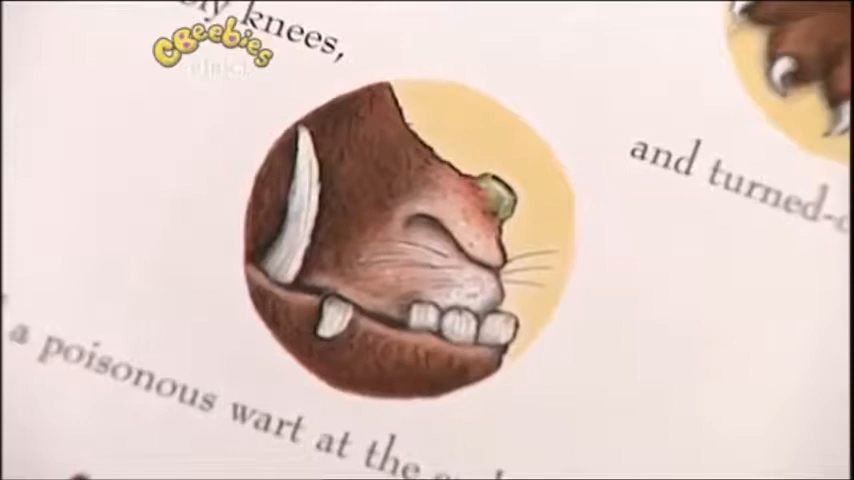 knees,
CBeebies
and turned-
a poisonous wart at the